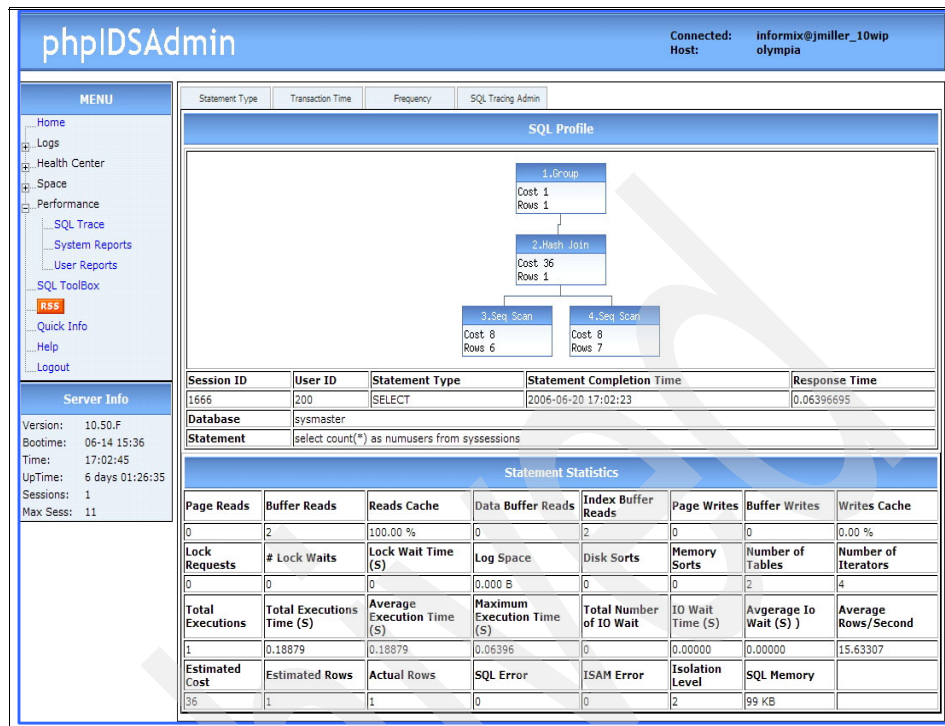 phpIDSAdmin
Connected: informix@jmiller_10wip
Host: olympia
MENU
Home
Logs
Health Center
Space
Performance
SQL Trace
System Reports
User Reports
SQL ToolBox
RSS
Quick Info
Help
Logout
Server Info
Version: 10.50.F
Bootime: 06-14 15:36
Time: 17:02:45
UpTime: 6 days 01:26:35
Sessions: 1
Max Sess: 11
Statement Type Transaction Time Frequency SQL Tracing Admin
SQL Profile
1.Group
Cost 1
Rows 1
2.Hash Join
Cost 36
Rows 1
3.Seq Scan
Cost 8
Rows 6
4.Seq Scan
Cost 8
Rows 7
Session ID User ID Statement Type Statement Completion Time Response Time
1666 200 SELECT 2006-06-20 17:02:23 0.06396695
Database sysmaster
Statement select count(*) as numusers from syssessions
Statement Statistics
Page Reads Buffer Reads Reads Cache Data Buffer Reads Index Buffer Reads Page Writes Buffer Writes Writes Cache
0 2 100.00 % 0 2 0 0 0.00 %
Lock Requests # Lock Waits Lock Wait Time (S) Log Space Disk Sorts Memory Sorts Number of Tables Number of Iterators
0 0 0 0.000 B 0 0 2 4
Total Executions Total Executions Time (S) Average Execution Time (S) Maximum Execution Time (S) Total Number of IO Wait IO Wait Time (S) Avgerage Io Wait (S) ) Average Rows/Second
1 0.18879 0.18879 0.06396 0 0.00000 0.00000 15.63307
Estimated Cost Estimated Rows Actual Rows SQL Error ISAM Error Isolation Level SQL Memory
36 1 1 0 0 2 99 KB